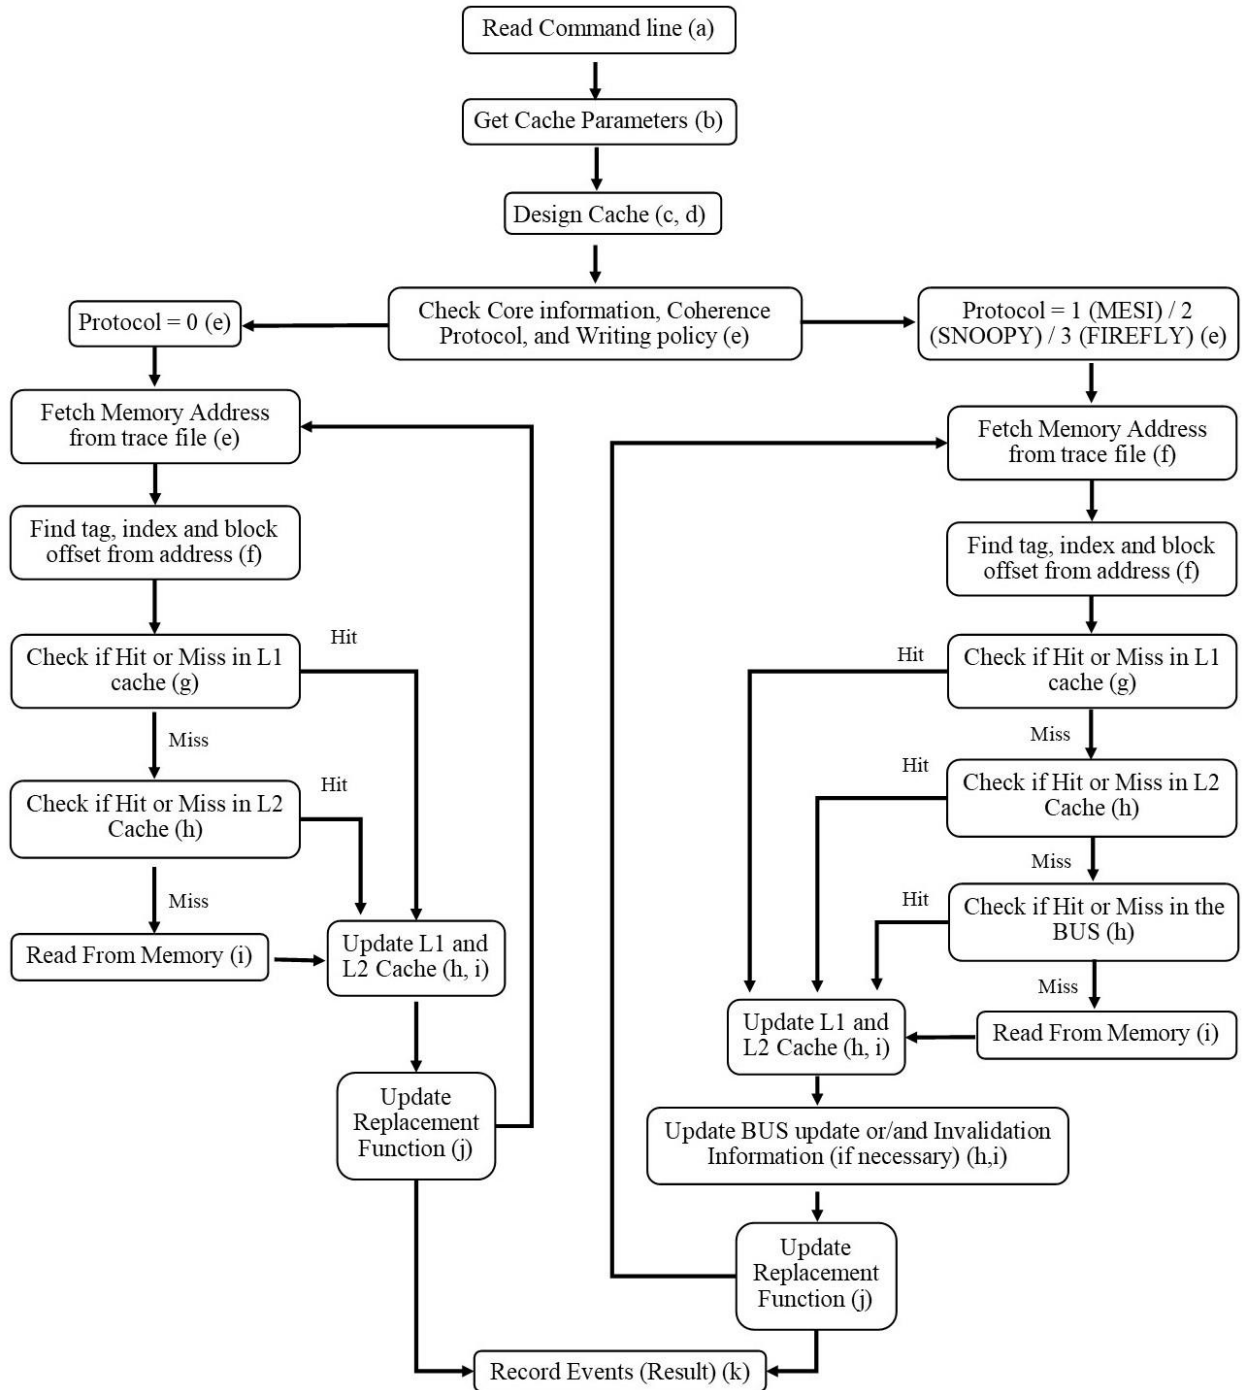 Read Command line (a)
Get Cache Parameters (b)
Design Cache (c, d)
Check Core information, Coherence
Protocol, and Writing policy (e)
Protocol = 0 (e)
Fetch Memory Address
from trace file (e)
Find tag, index and block
offset from address (f)
Check if Hit or Miss in L1
cache (g)
Hit
Miss
Check if Hit or Miss in L2
Cache (h)
Hit
Miss
Read From Memory (i)
Update L1 and
L2 Cache (h, i)
Update
Replacement
Function (j)
Protocol = 1 (MESI) / 2
(SNOOPY) / 3 (FIREFLY) (e)
Fetch Memory Address
from trace file (f)
Find tag, index and block
offset from address (f)
Check if Hit or Miss in L1
cache (g)
Hit
Miss
Check if Hit or Miss in L2
Cache (h)
Hit
Miss
Check if Hit or Miss in the
BUS (h)
Hit
Miss
Read From Memory (i)
Update L1 and
L2 Cache (h, i)
Update BUS update or/and Invalidation
Information (if necessary) (h,i)
Update
Replacement
Function (j)
Record Events (Result) (k)